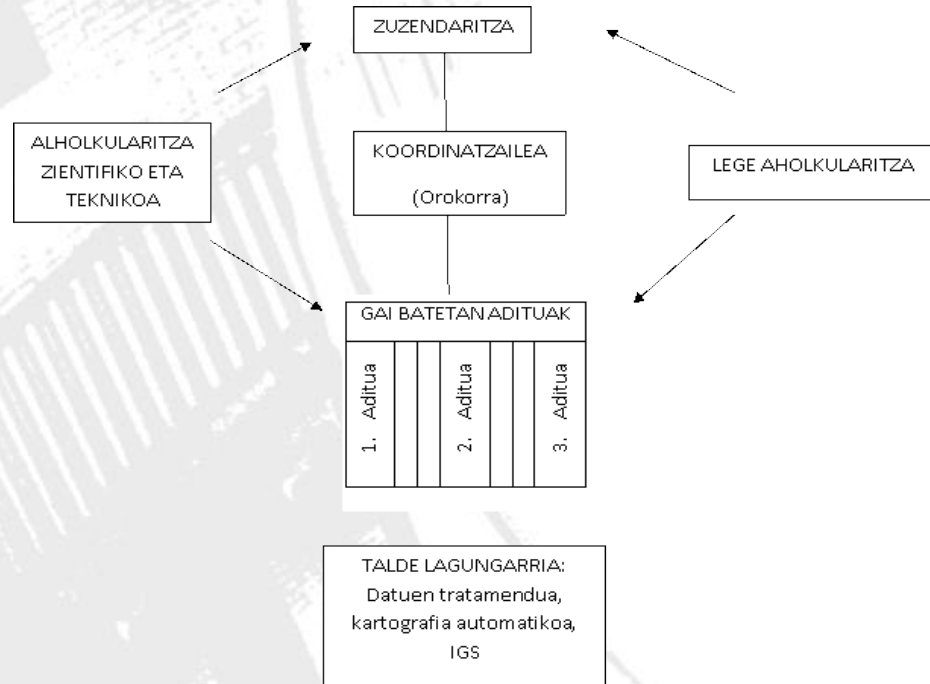 ZUZENDARITZA
ALHOLKULARITZA
ZIENTIFIKO ETA
TEKNIKOA
KOORDINATZAILEA
(Orokorra)
LEGE AHOLKULARITZA
GAI BATETAN ADITUAK
1. Aditua
2. Aditua
3. Aditua
TALDE LAGUNGARRIA:
Datuen tratamendua,
kartografia automatikoa,
IGS